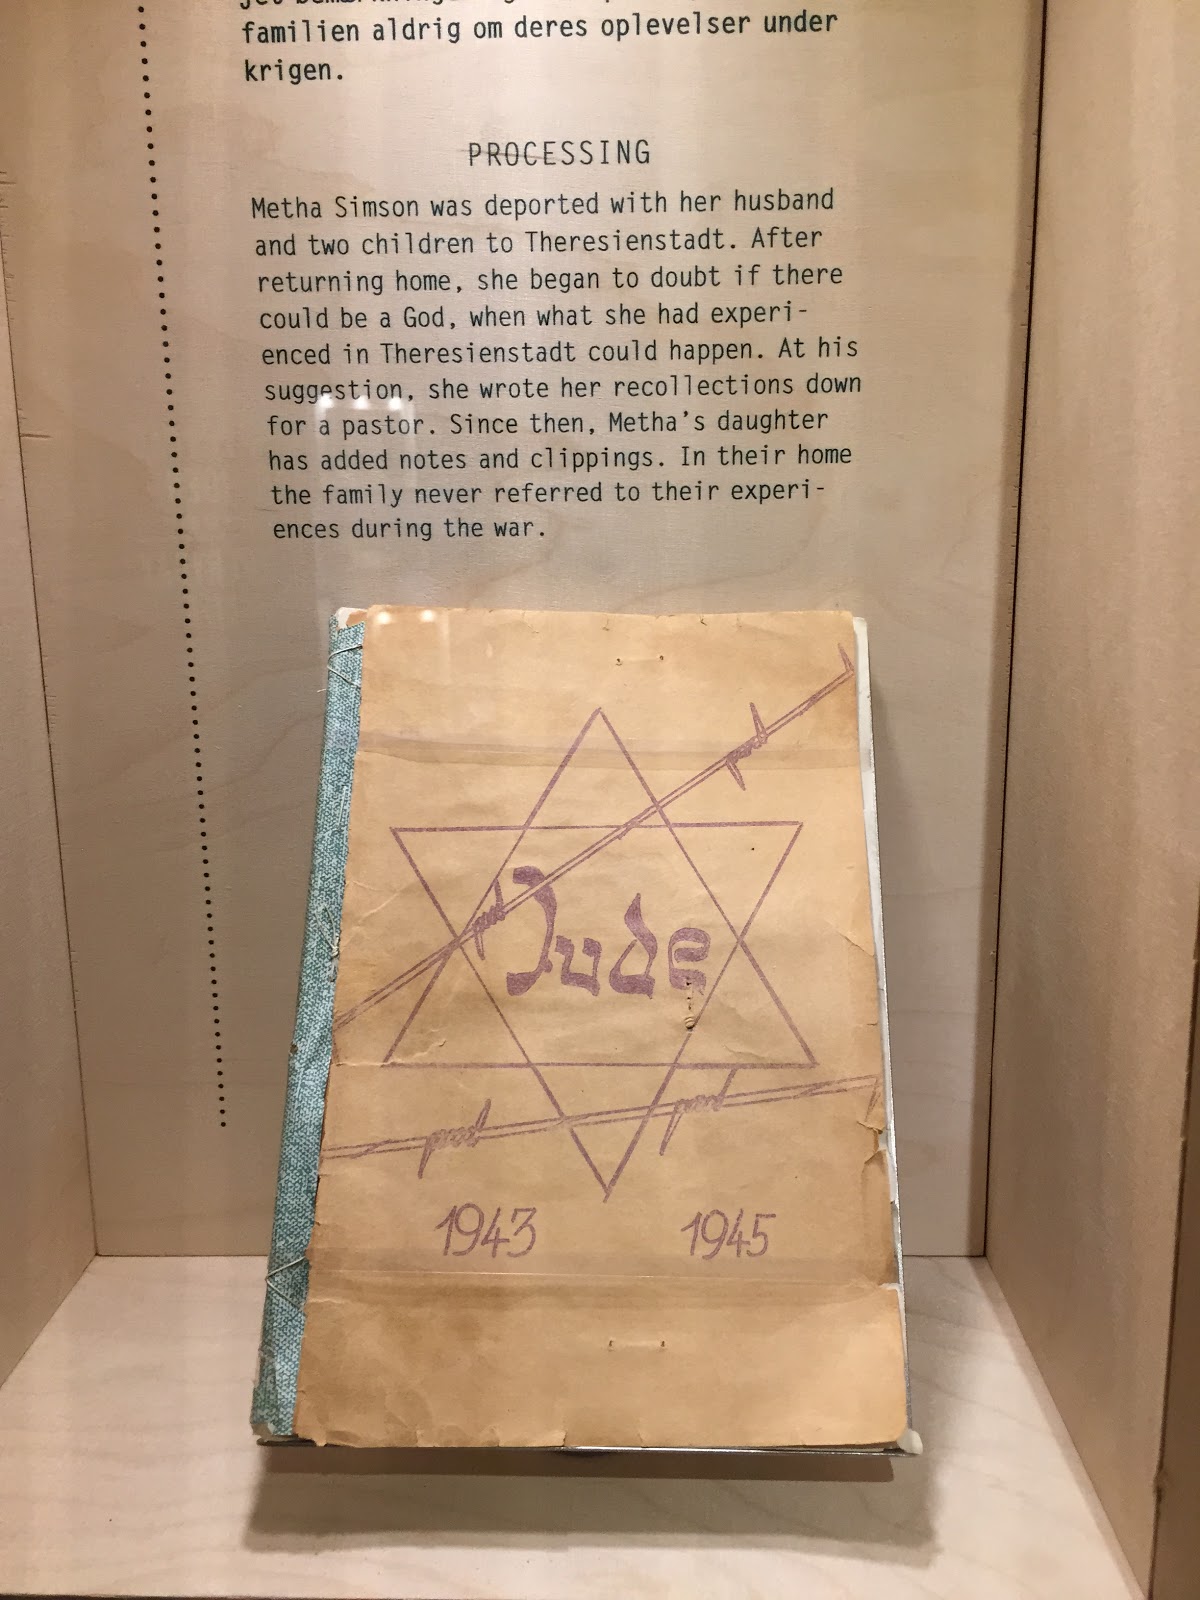 familien aldrig om deres oplevelser under
krigen.
PROCESSING
Metha Simson was deported with her husband
and two children to Theresienstadt. After
returning home, she began to doubt if there
could be a God, when what she had experi-
enced in Theresienstadt could happen. At his
suggestion, she wrote her recollections down
for a pastor. Since then, Metha's daughter
has added notes and clippings. In their home
the family never referred to their experi-
ences during the war.
Jude
1943 1945